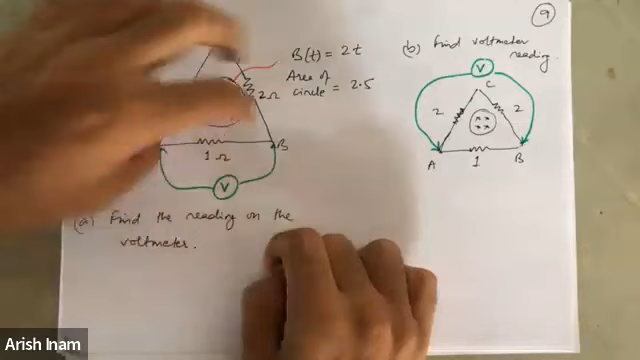 9
B(t) = 2t
Area of
circle = 2.5
2 Ω
B
1 Ω
V
(a) Find the reading on the
voltmeter.
(b) Find voltmeter
reading
V
C
2
2
A
1
B
Arish Inam